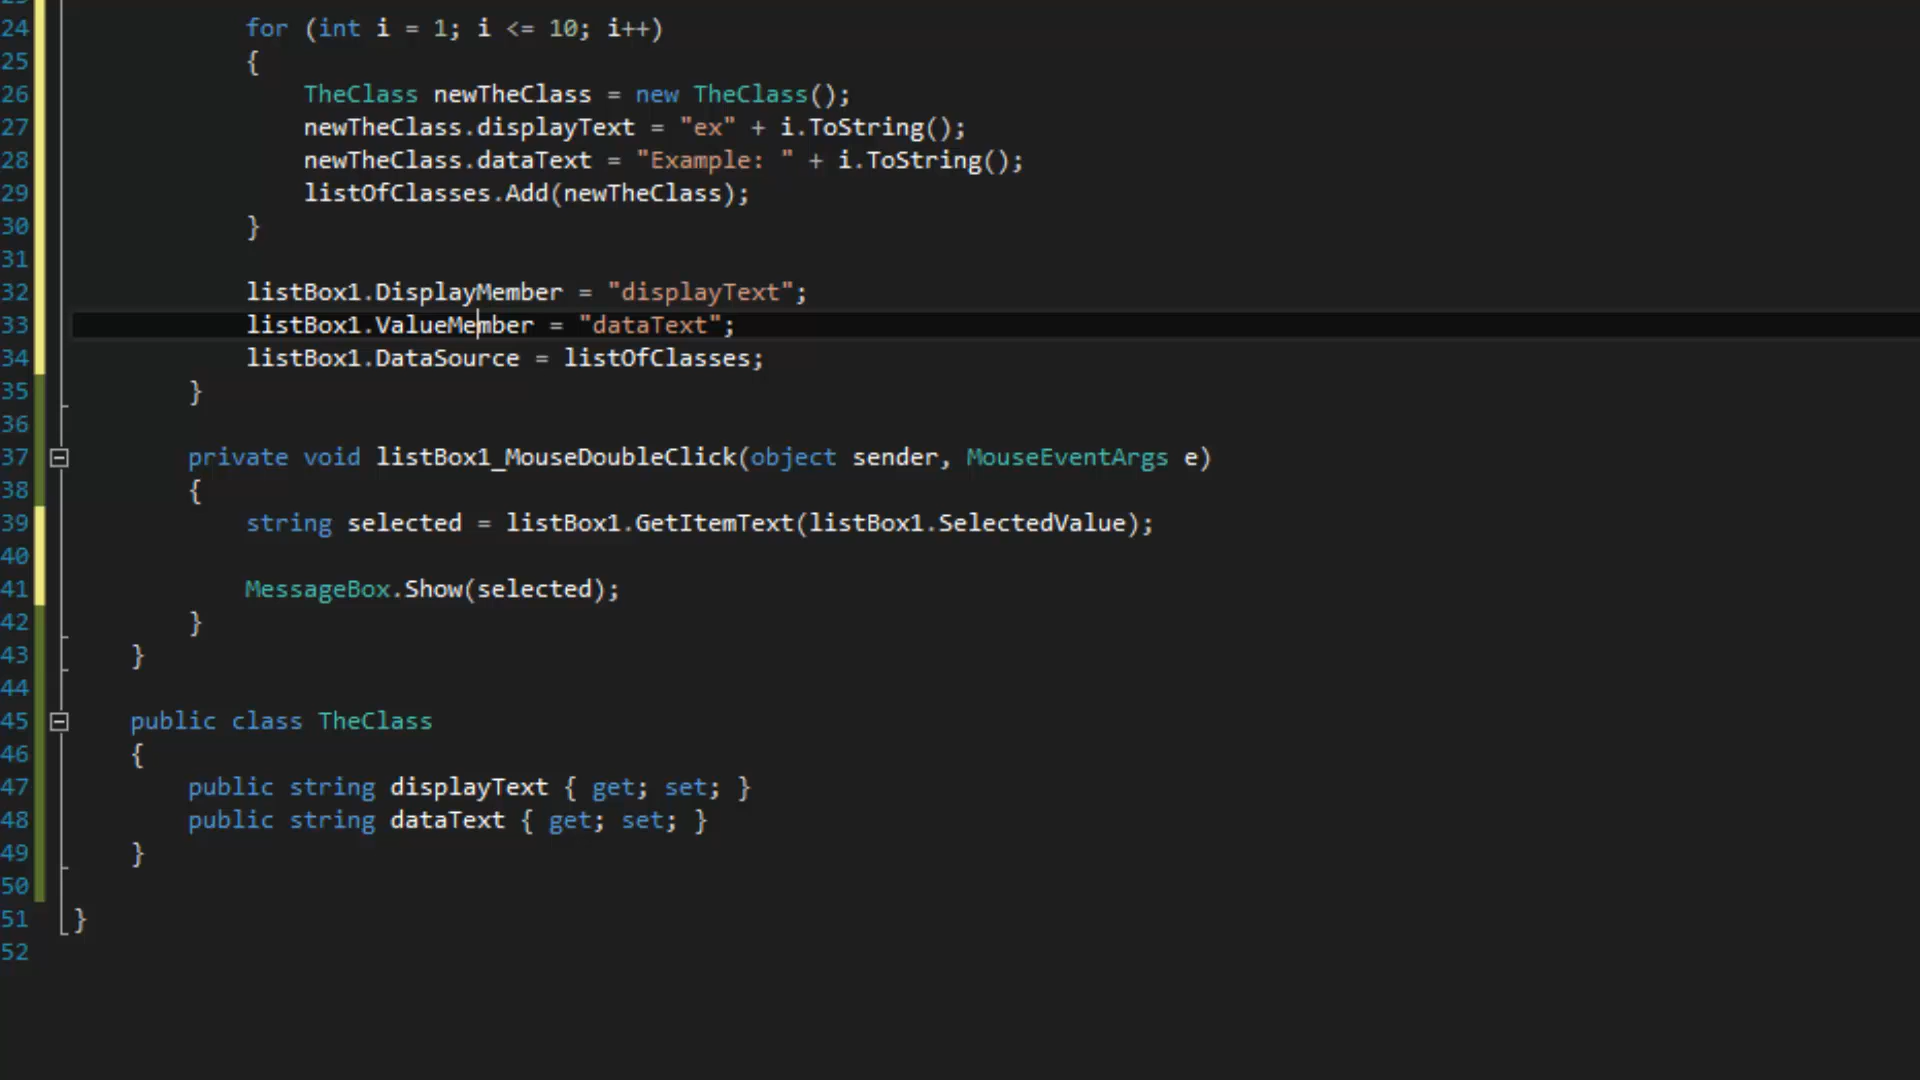 24 for (int i = 1; i <= 10; i++)
25 {
26 TheClass newTheClass = new TheClass();
27 newTheClass.displayText = "ex" + i.ToString();
28 newTheClass.dataText = "Example: " + i.ToString();
29 listOfClasses.Add(newTheClass);
30 }
31
32 listBox1.DisplayMember = "displayText";
33 listBox1.ValueMember = "dataText";
34 listBox1.DataSource = listOfClasses;
35 }
36
37 private void listBox1_MouseDoubleClick(object sender, MouseEventArgs e)
38 {
39 string selected = listBox1.GetItemText(listBox1.SelectedValue);
40
41 MessageBox.Show(selected);
42 }
43 }
44
45 public class TheClass
46 {
47 public string displayText { get; set; }
48 public string dataText { get; set; }
49 }
50
51 }
52